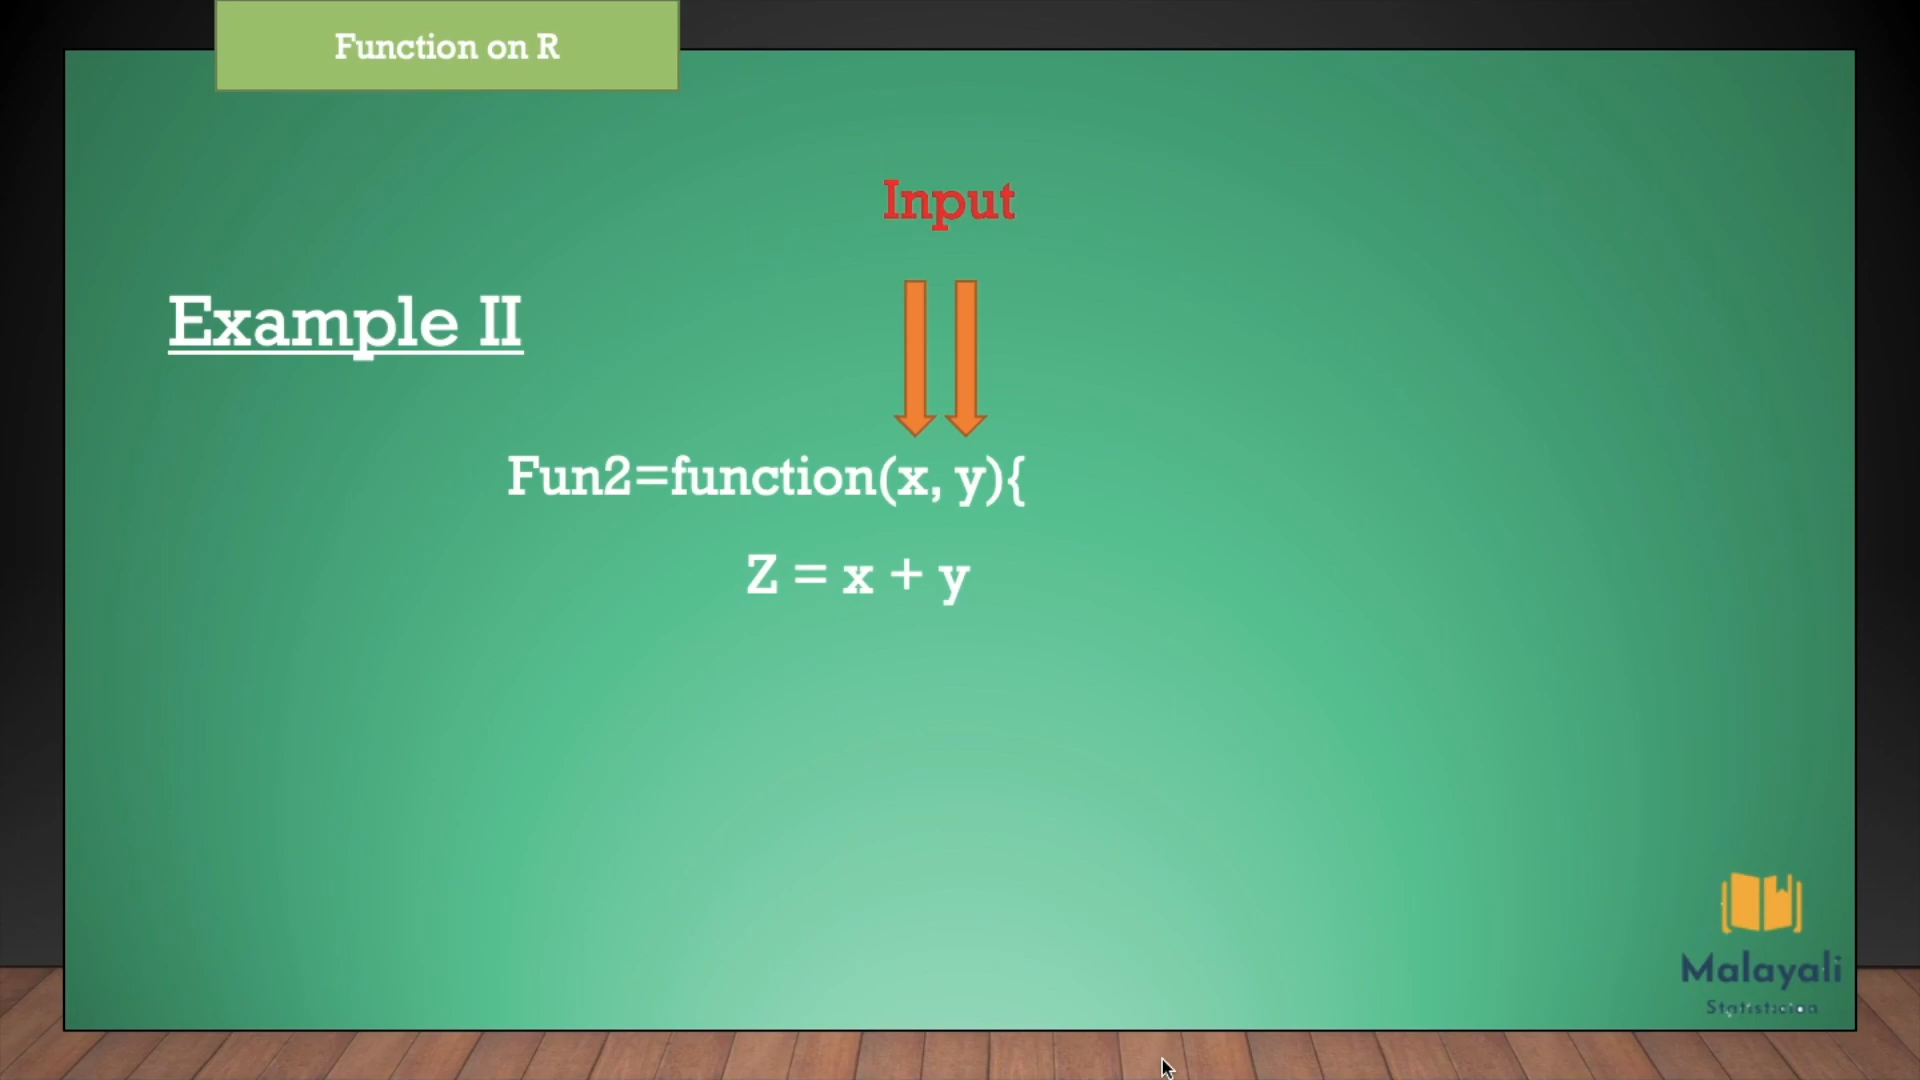 Function on R
Input
Example II
Fun2=function(x, y){
Z = x + y
Malayali
Statistician